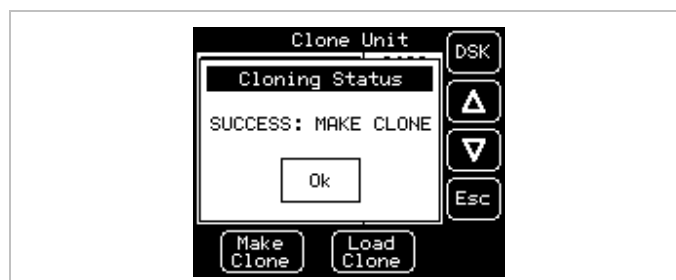 Clone Unit
DSK
Cloning Status
SUCCESS: MAKE CLONE
Ok
Esc
Make
Clone
Load
Clone